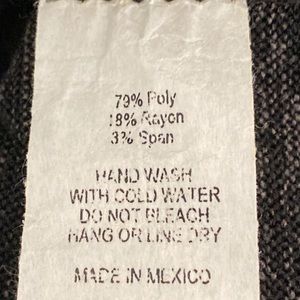 79% Poly
18% Rayon
3% Span
HAND WASH
WITH COLD WATER
DO NOT BLEACH
HANG OR LINE DRY
MADE IN MEXICO